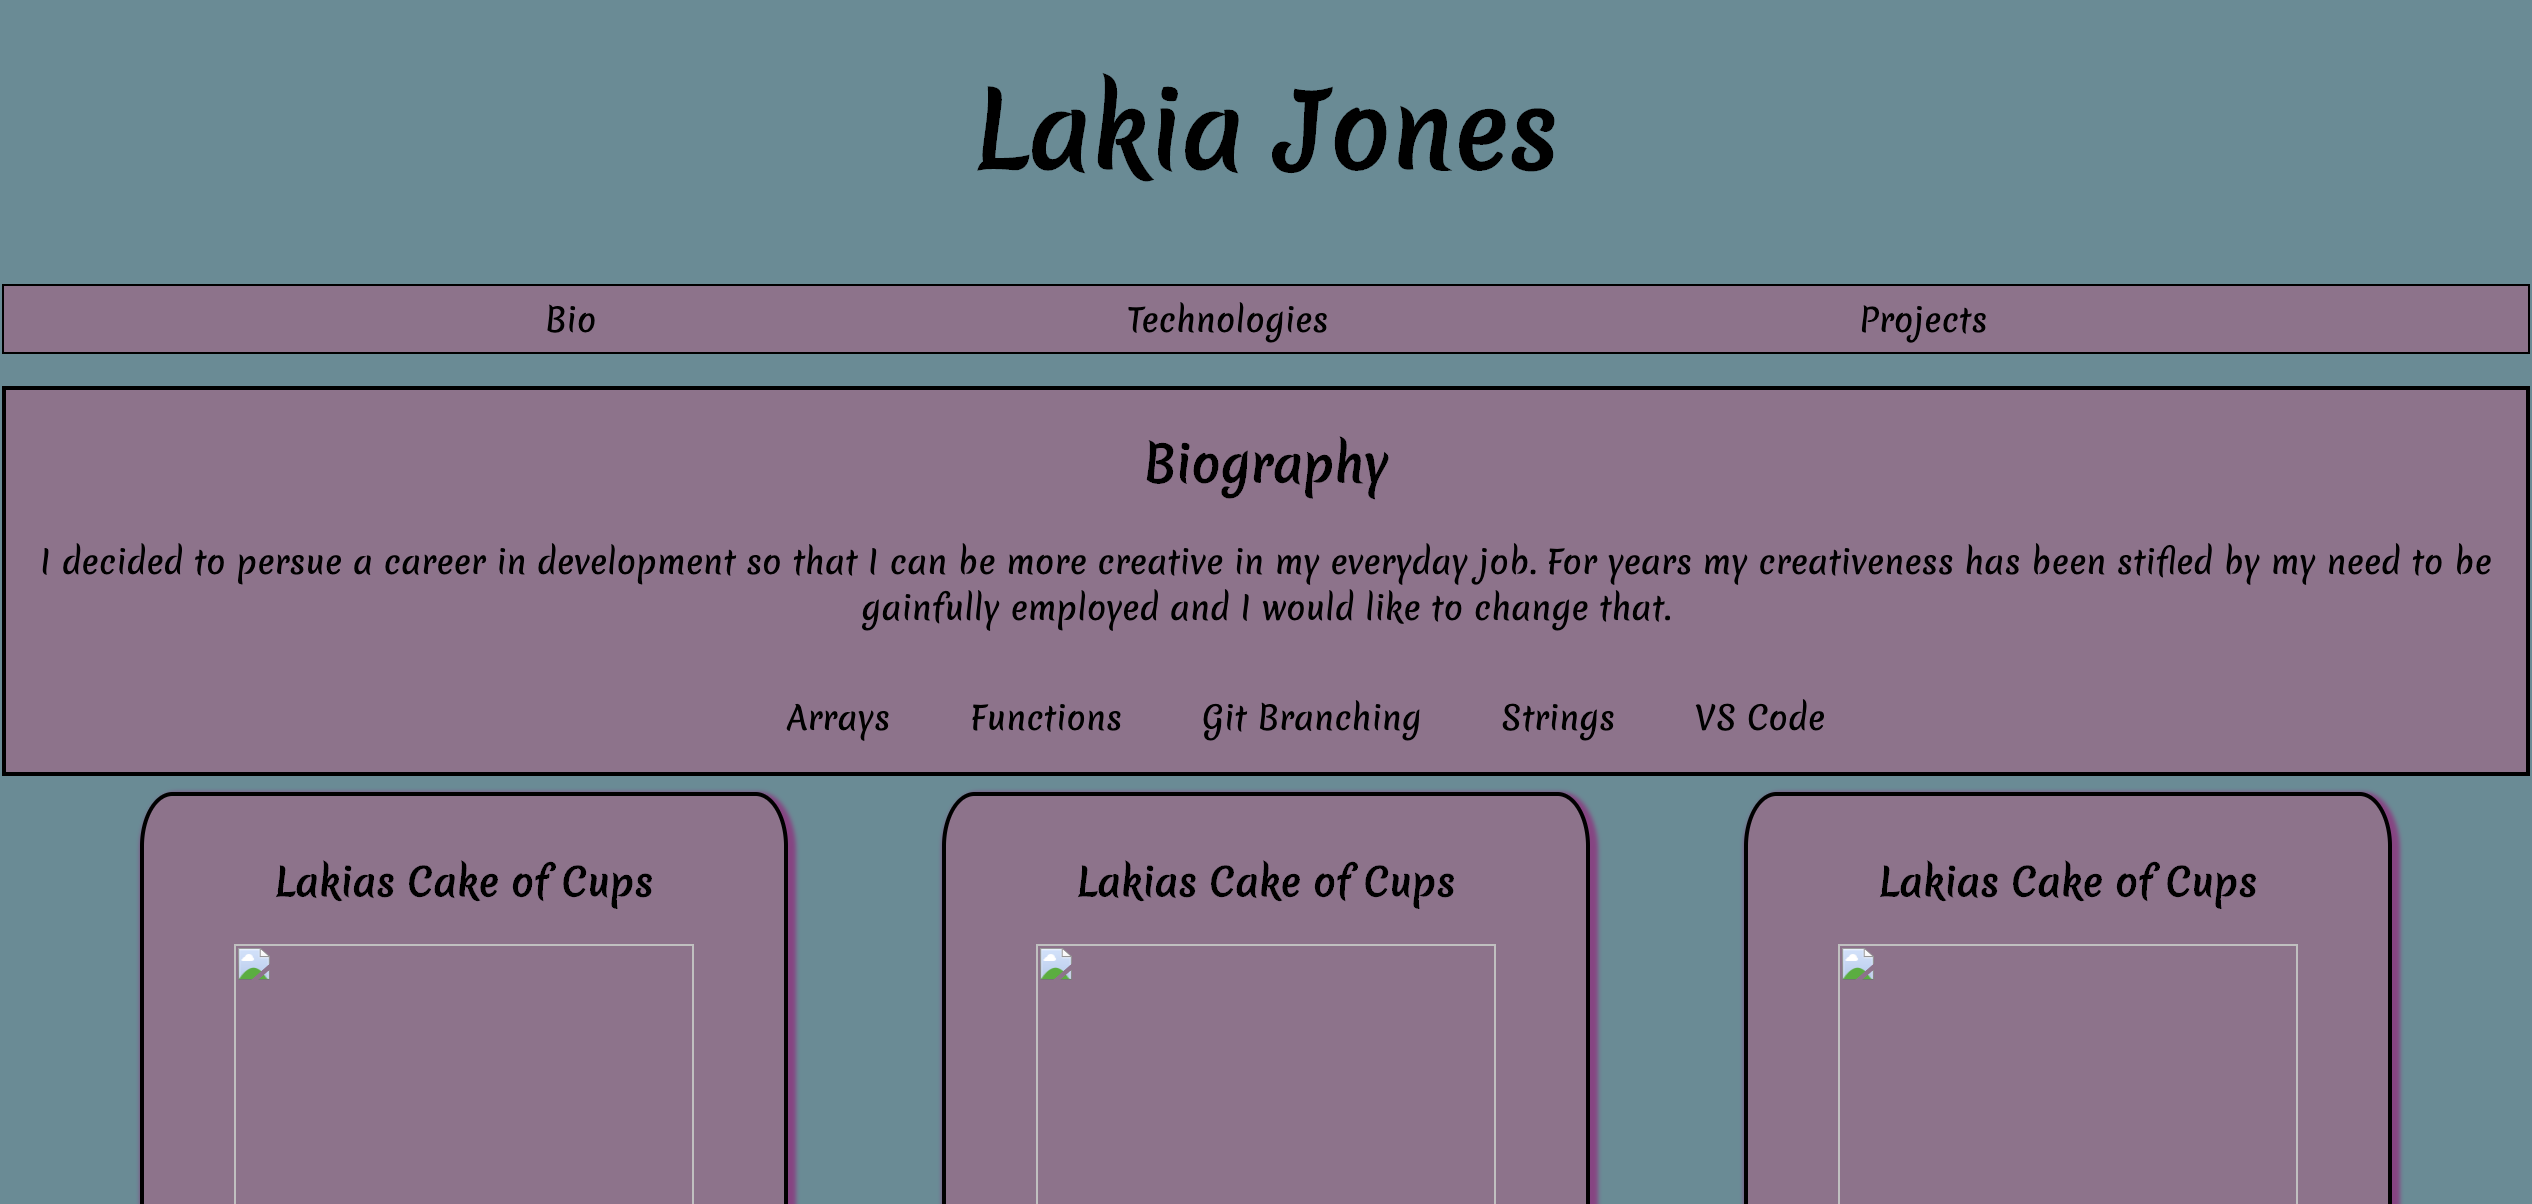 Lakia Jones
Bio Technologies Projects
Biography
I decided to persue a career in development so that I can be more creative in my everyday job. For years my creativeness has been stifled by my need to be
gainfully employed and I would like to change that.
Arrays Functions Git Branching Strings VS Code
Lakias Cake of Cups Lakias Cake of Cups Lakias Cake of Cups